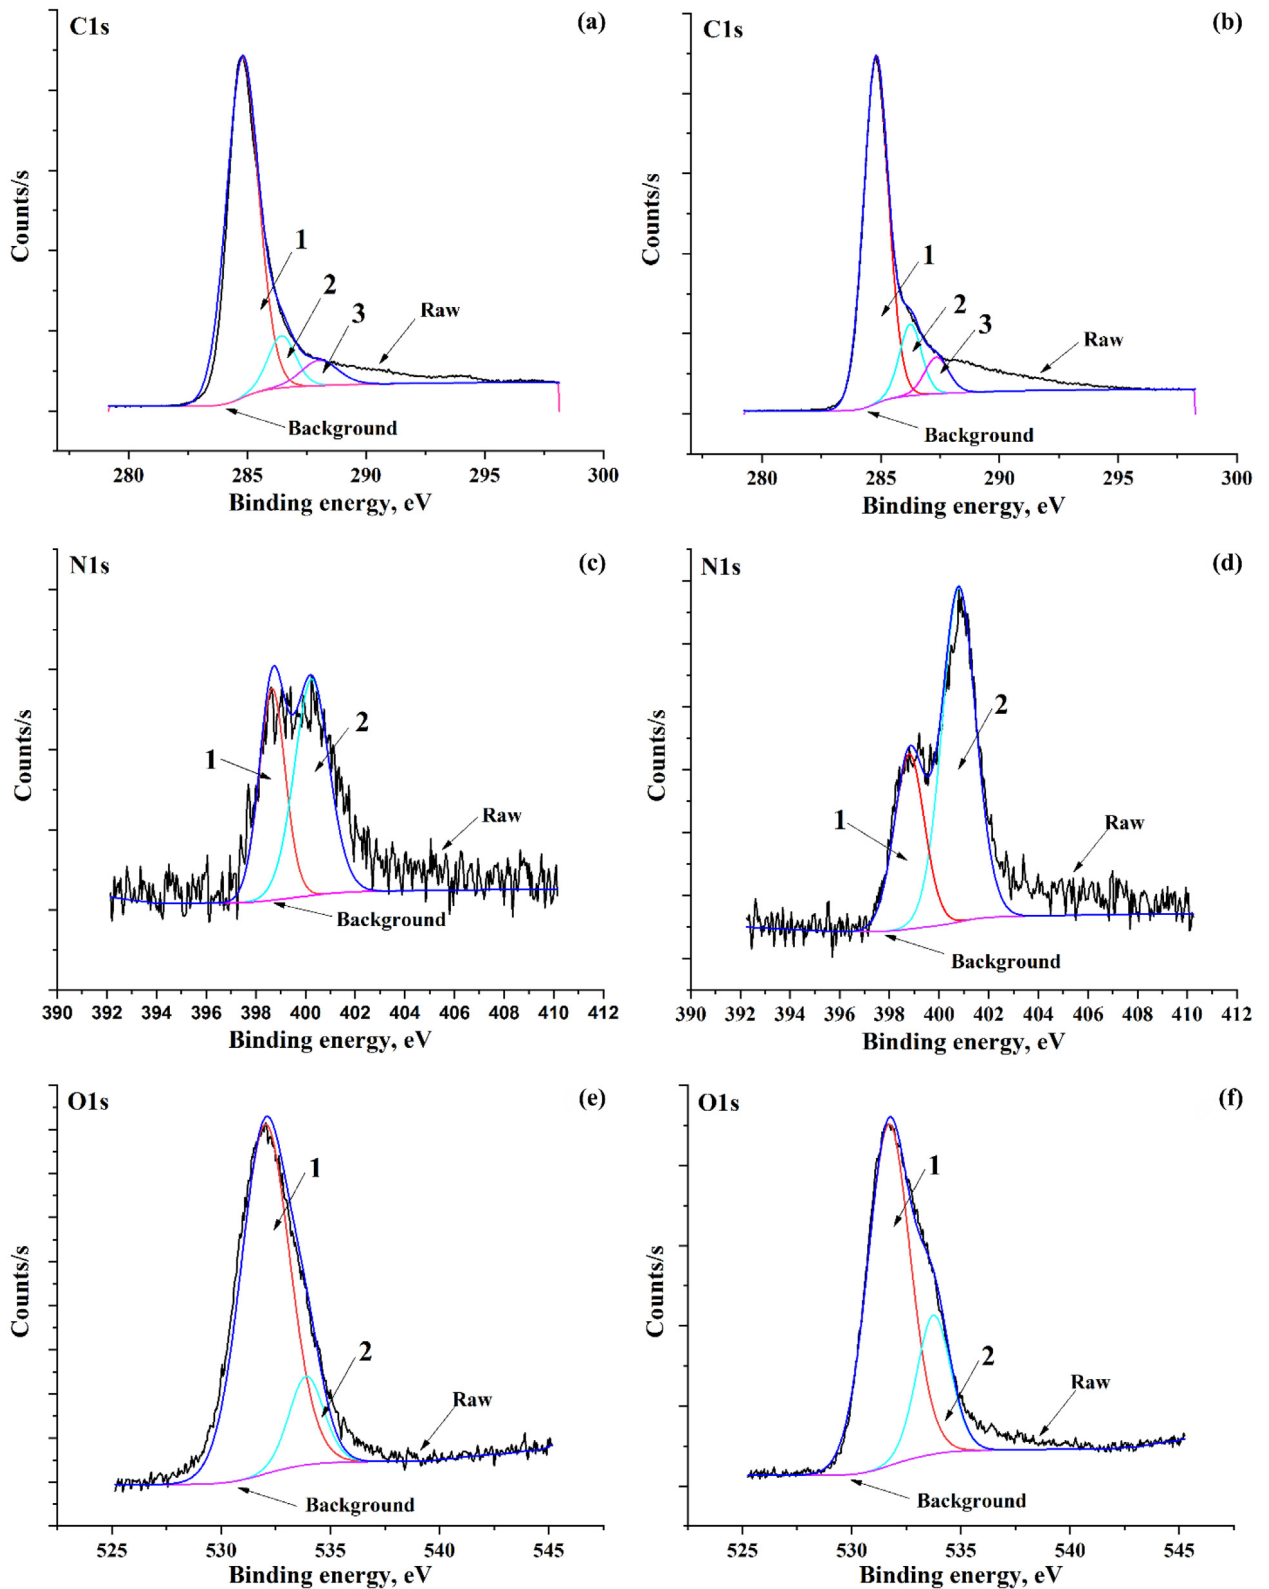 C1s
(a)
Counts/s
1
2
3
Raw
Background
280 285 290 295 300
Binding energy, eV
C1s
(b)
Counts/s
1
2
3
Raw
Background
280 285 290 295 300
Binding energy, eV
N1s
(c)
Counts/s
1
2
Raw
Background
390 392 394 396 398 400 402 404 406 408 410 412
Binding energy, eV
N1s
(d)
Counts/s
1
2
Raw
Background
390 392 394 396 398 400 402 404 406 408 410 412
Binding energy, eV
O1s
(e)
Counts/s
1
2
Raw
Background
525 530 535 540 545
Binding energy, eV
O1s
(f)
Counts/s
1
2
Raw
Background
525 530 535 540 545
Binding energy, eV